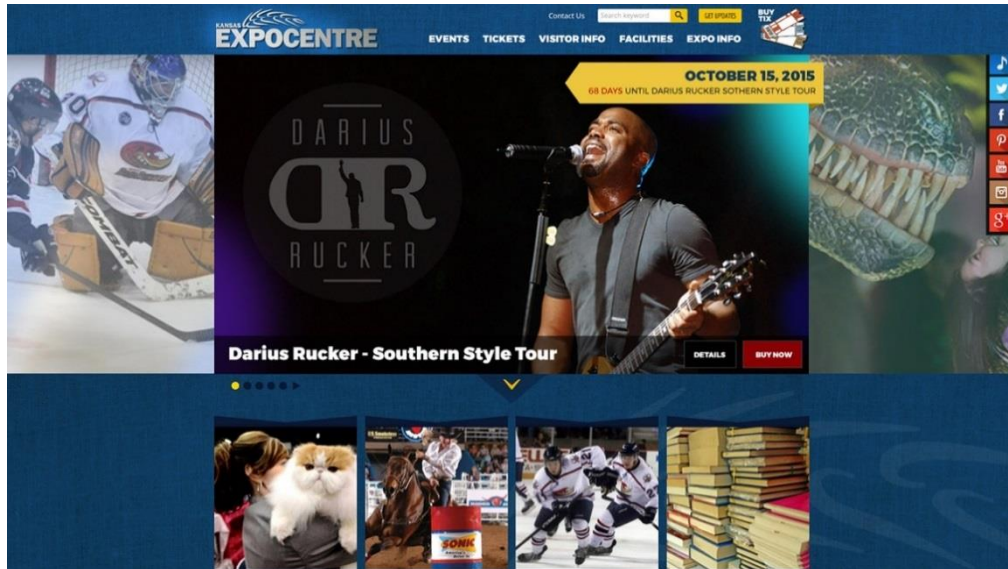 Contact Us
Search keyword
GET UPDATES
BUY
TIX
KANSAS
EXPOCENTRE
EVENTS
TICKETS
VISITOR INFO
FACILITIES
EXPO INFO
OCTOBER 15, 2015
68 DAYS UNTIL DARIUS RUCKER SOTHERN STYLE TOUR
DARIUS
DR
RUCKER
COMBAT
Darius Rucker - Southern Style Tour
DETAILS
BUY NOW
SONIC